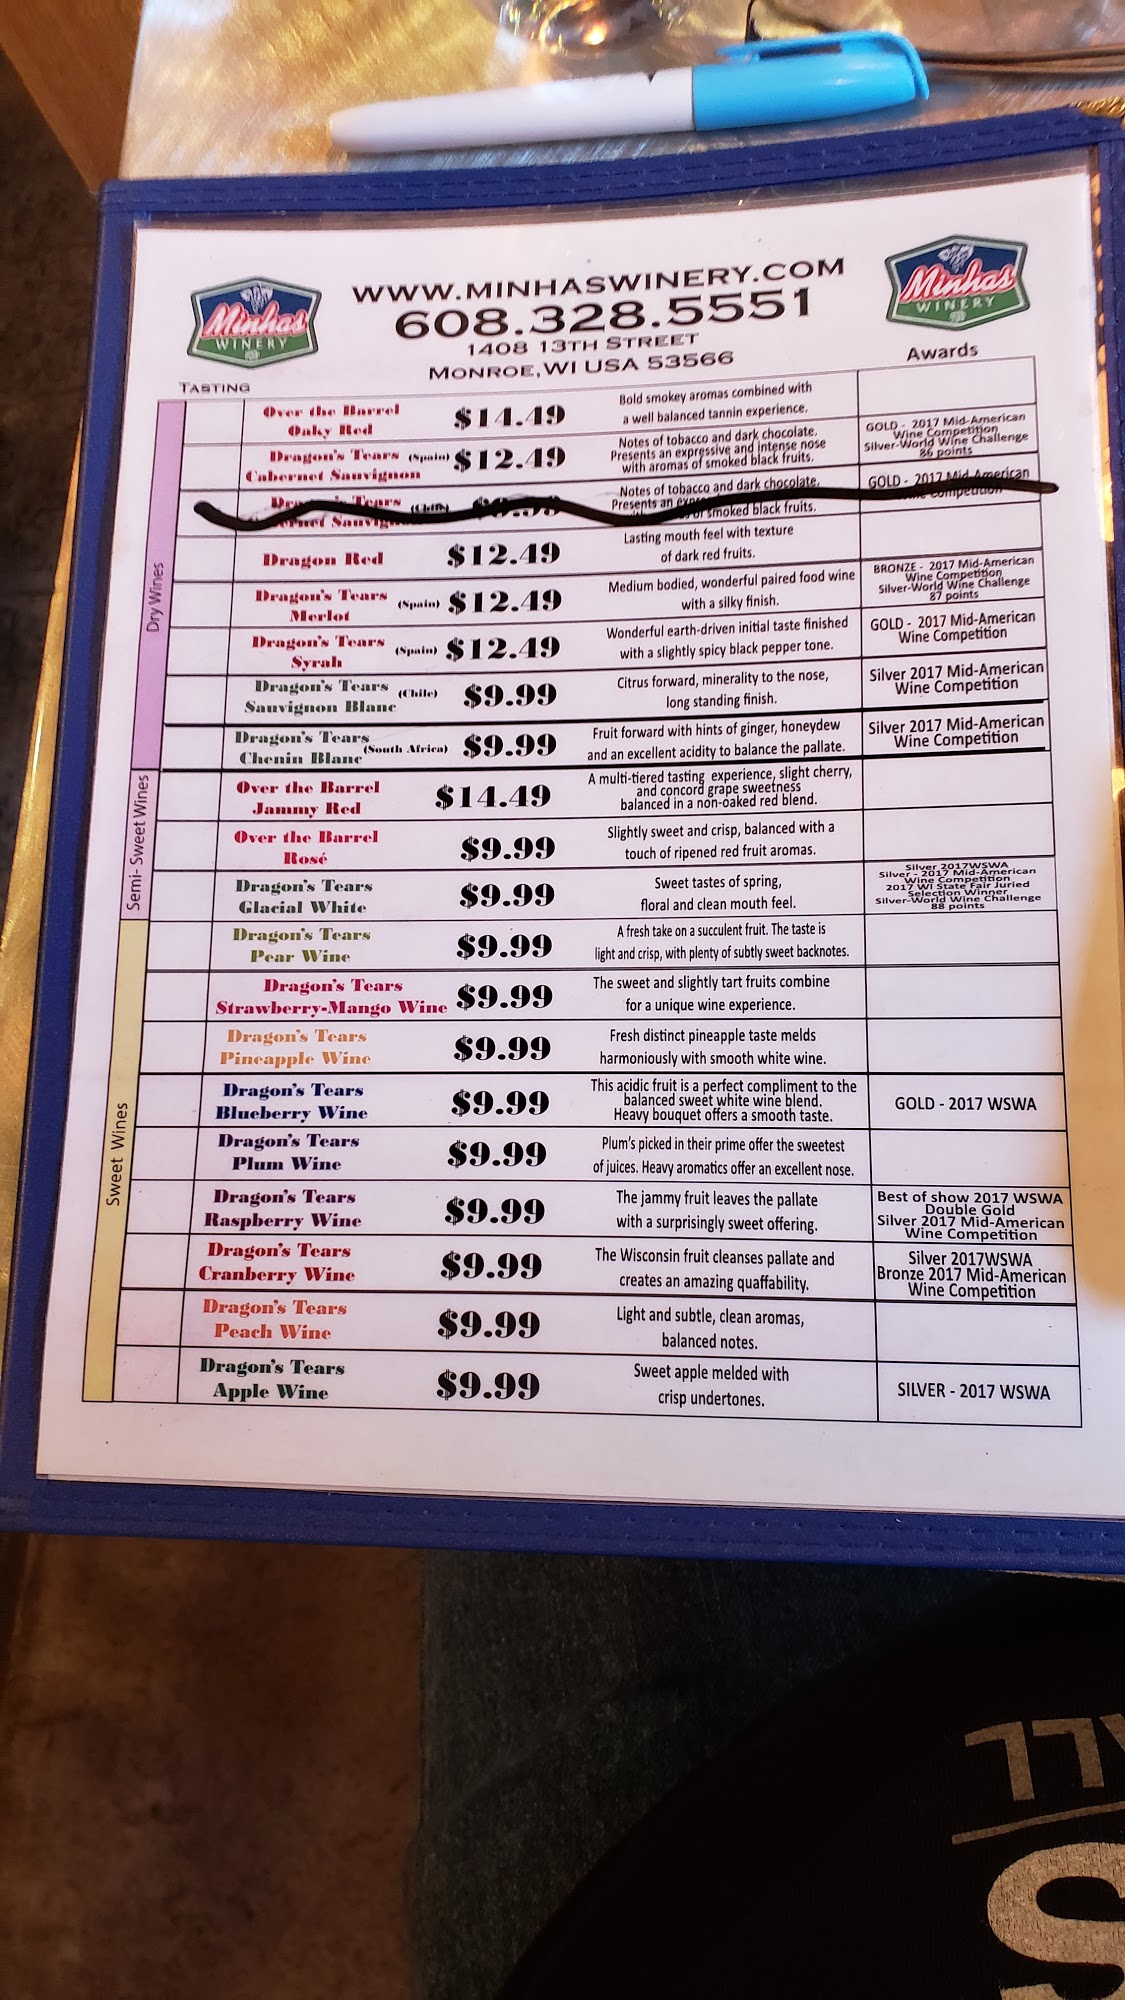 Minhas
WINERY
WWW.MINHASWINERY.COM
608.328.5551
1408 13TH STREET
MONROE, WI USA 53566
Minhas
WINERY
TASTING
Awards
Dry Wines
Over the Barrel
Oaky Red
$14.49
Bold smokey aromas combined with
a well balanced tannin experience.
Dragon's Tears (Spain)
Cabernet Sauvignon
$12.49
Notes of tobacco and dark chocolate.
Presents an expressive and intense nose
with aromas of smoked black fruits.
GOLD - 2017 Mid-American
Wine Competition
Silver-World Wine Challenge
86 points
Tears
(Chile)
Notes of tobacco and dark chocolate.
Presents an
smoked black fruits.
GOLD - 2017 Mid-American
Competition
Dragon Red
$12.49
Lasting mouth feel with texture
of dark red fruits.
Dragon's Tears
Merlot
(Spain)
$12.49
Medium bodied, wonderful paired food wine
with a silky finish.
BRONZE - 2017 Mid-American
Wine Competition
Silver-World Wine Challenge
87 points
Dragon's Tears
Syrah
(Spain)
$12.49
Wonderful earth-driven initial taste finished
with a slightly spicy black pepper tone.
GOLD - 2017 Mid-American
Wine Competition
Dragon's Tears
Sauvignon Blanc
(Chile)
$9.99
Citrus forward, minerality to the nose,
long standing finish.
Silver 2017 Mid-American
Wine Competition
Dragon's Tears
Chenin Blanc
(South Africa)
$9.99
Fruit forward with hints of ginger, honeydew
and an excellent acidity to balance the pallate.
Silver 2017 Mid-American
Wine Competition
Semi- Sweet Wines
Over the Barrel
Jammy Red
$14.49
A multi-tiered tasting experience, slight cherry,
and concord grape sweetness
balanced in a non-oaked red blend.
Over the Barrel
Rosé
$9.99
Slightly sweet and crisp, balanced with a
touch of ripened red fruit aromas.
Dragon's Tears
Glacial White
$9.99
Sweet tastes of spring,
floral and clean mouth feel.
Silver 2017WSWA
Silver - 2017 Mid-American
Wine Competition
2017 WI State Fair Juried
Selection Winner
Silver-World Wine Challenge
88 points
Sweet Wines
Dragon's Tears
Pear Wine
$9.99
A fresh take on a succulent fruit. The taste is
light and crisp, with plenty of subtly sweet backnotes.
Dragon's Tears
Strawberry-Mango Wine
$9.99
The sweet and slightly tart fruits combine
for a unique wine experience.
Dragon's Tears
Pineapple Wine
$9.99
Fresh distinct pineapple taste melds
harmoniously with smooth white wine.
Dragon's Tears
Blueberry Wine
$9.99
This acidic fruit is a perfect compliment to the
balanced sweet white wine blend.
Heavy bouquet offers a smooth taste.
GOLD - 2017 WSWA
Dragon's Tears
Plum Wine
$9.99
Plum's picked in their prime offer the sweetest
of juices. Heavy aromatics offer an excellent nose.
Dragon's Tears
Raspberry Wine
$9.99
The jammy fruit leaves the pallate
with a surprisingly sweet offering.
Best of show 2017 WSWA
Double Gold
Silver 2017 Mid-American
Wine Competition
Dragon's Tears
Cranberry Wine
$9.99
The Wisconsin fruit cleanses pallate and
creates an amazing quaffability.
Silver 2017WSWA
Bronze 2017 Mid-American
Wine Competition
Dragon's Tears
Peach Wine
$9.99
Light and subtle, clean aromas,
balanced notes.
Dragon's Tears
Apple Wine
$9.99
Sweet apple melded with
crisp undertones.
SILVER - 2017 WSWA